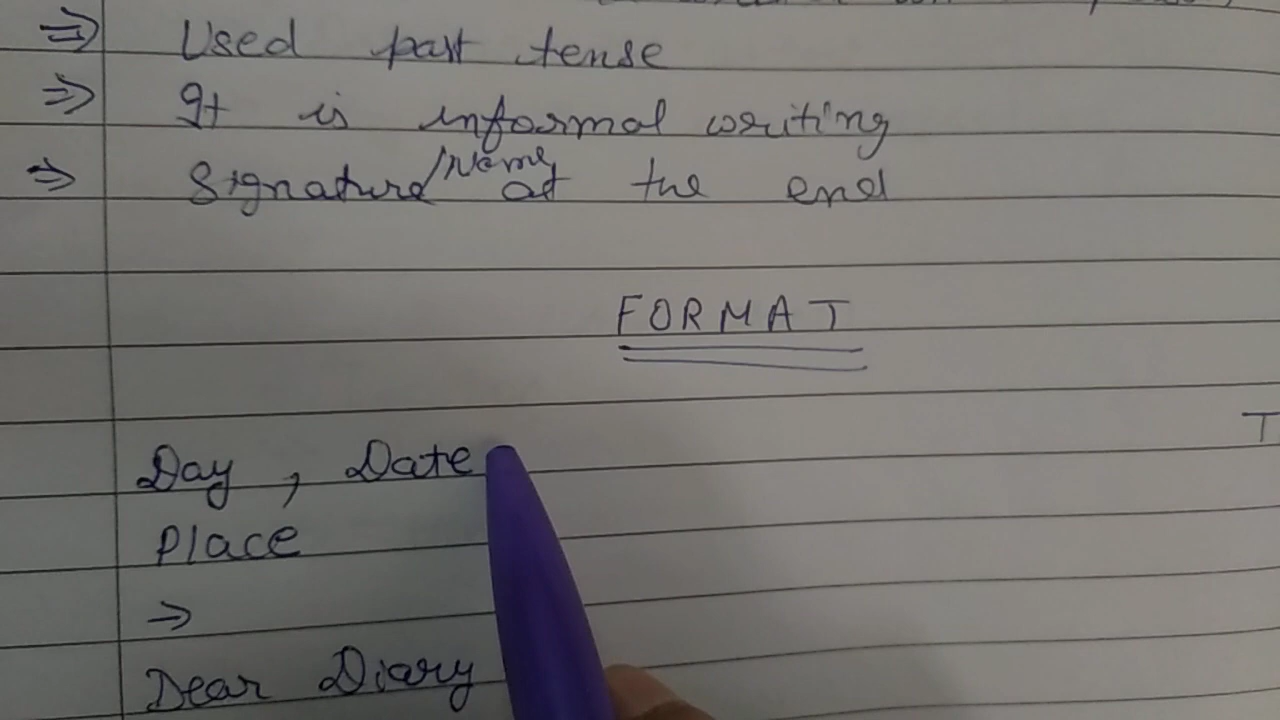 ⇒ Used past tense
⇒ It is informal writing
⇒ Signature/Name at the end
FORMAT
Day, Date T
Place
→
Dear Diary